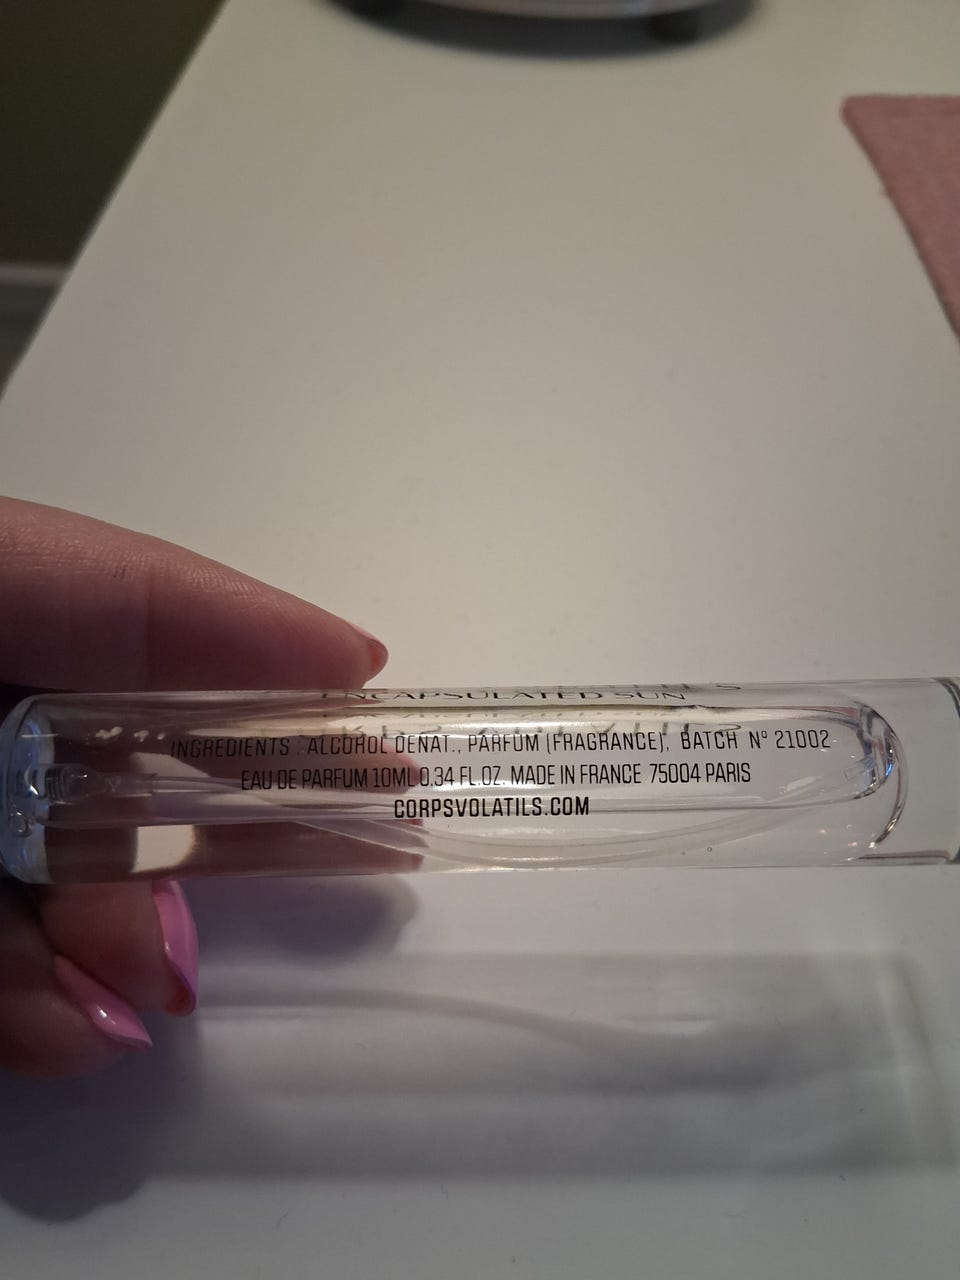 ENCAPSULATED SUN
INGREDIENTS : ALCOHOL DENAT., PARFUM (FRAGRANCE), BATCH Nº 21002
EAU DE PARFUM 10ML 0.34 FL.OZ. MADE IN FRANCE 75004 PARIS
CORPSVOLATILS.COM